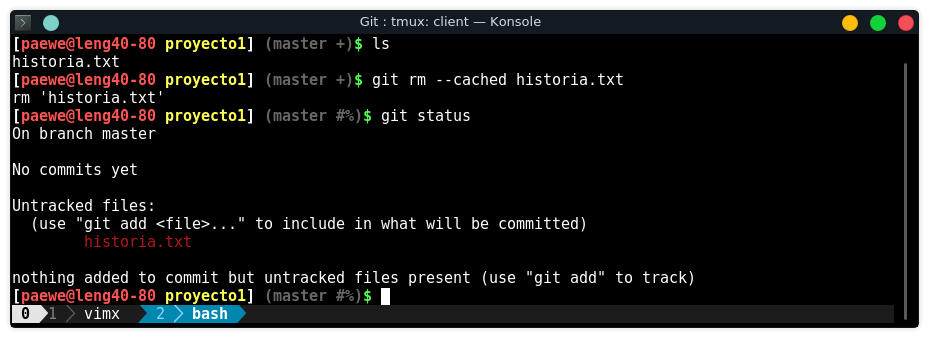 Git : tmux: client — Konsole
[paewe@leng40-80 proyecto1] (master +)$ ls
historia.txt
[paewe@leng40-80 proyecto1] (master +)$ git rm --cached historia.txt
rm 'historia.txt'
[paewe@leng40-80 proyecto1] (master #%)$ git status
On branch master
No commits yet
Untracked files:
  (use "git add <file>..." to include in what will be committed)
        historia.txt
nothing added to commit but untracked files present (use "git add" to track)
[paewe@leng40-80 proyecto1] (master #%)$
0 1 vimx 2 bash